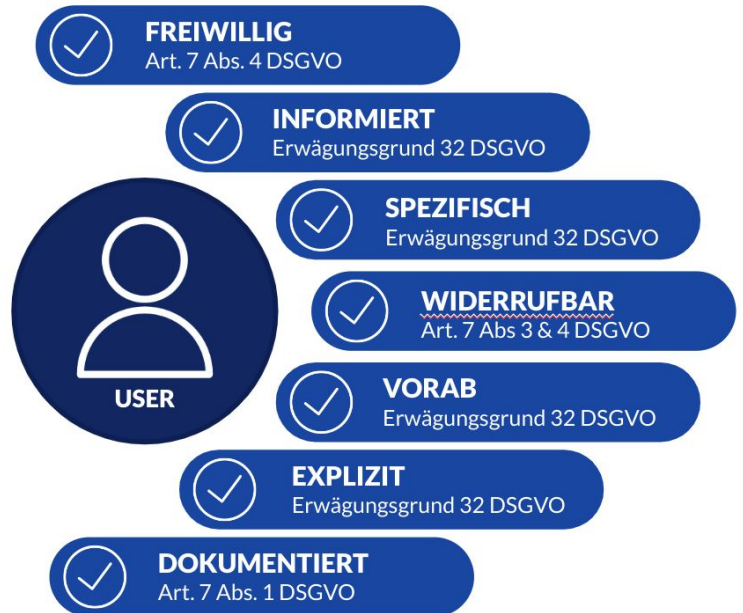 FREIWILLIG
Art. 7 Abs. 4 DSGVO
INFORMIERT
Erwägungsgrund 32 DSGVO
SPEZIFISCH
Erwägungsgrund 32 DSGVO
WIDERRUFBAR
Art. 7 Abs 3 & 4 DSGVO
USER
VORAB
Erwägungsgrund 32 DSGVO
EXPLIZIT
Erwägungsgrund 32 DSGVO
DOKUMENTIERT
Art. 7 Abs. 1 DSGVO